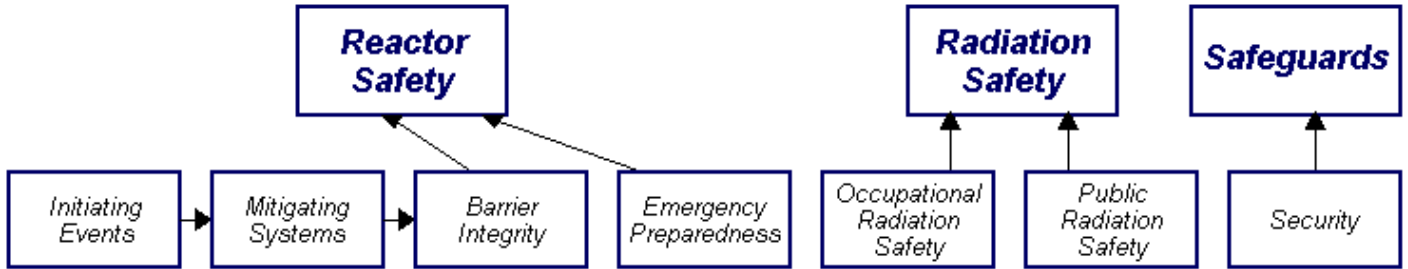 Reactor
Safety
Radiation
Safety
Safeguards
Initiating
Events
Mitigating
Systems
Barrier
Integrity
Emergency
Preparedness
Occupational
Radiation
Safety
Public
Radiation
Safety
Security